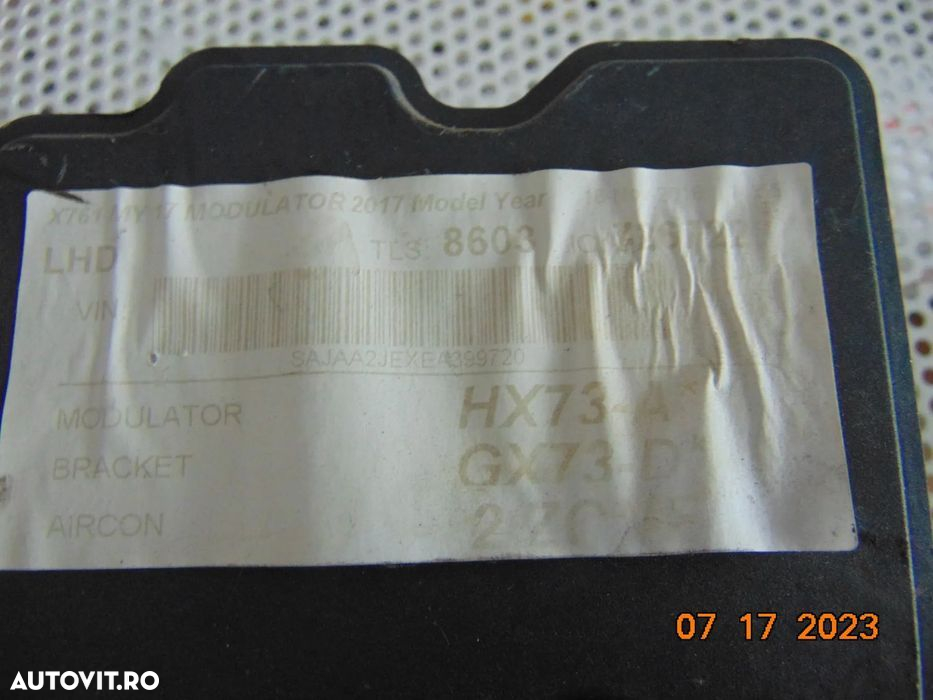 X761 MY 17 MODULATOR 2017 Model Year
LHD TLS: 8603
VIN
SAJAA2JEXEA399720
MODULATOR HX73-A*
BRACKET GX73-D*
AIRCON
07 17 2023
AUTOVIT.RO